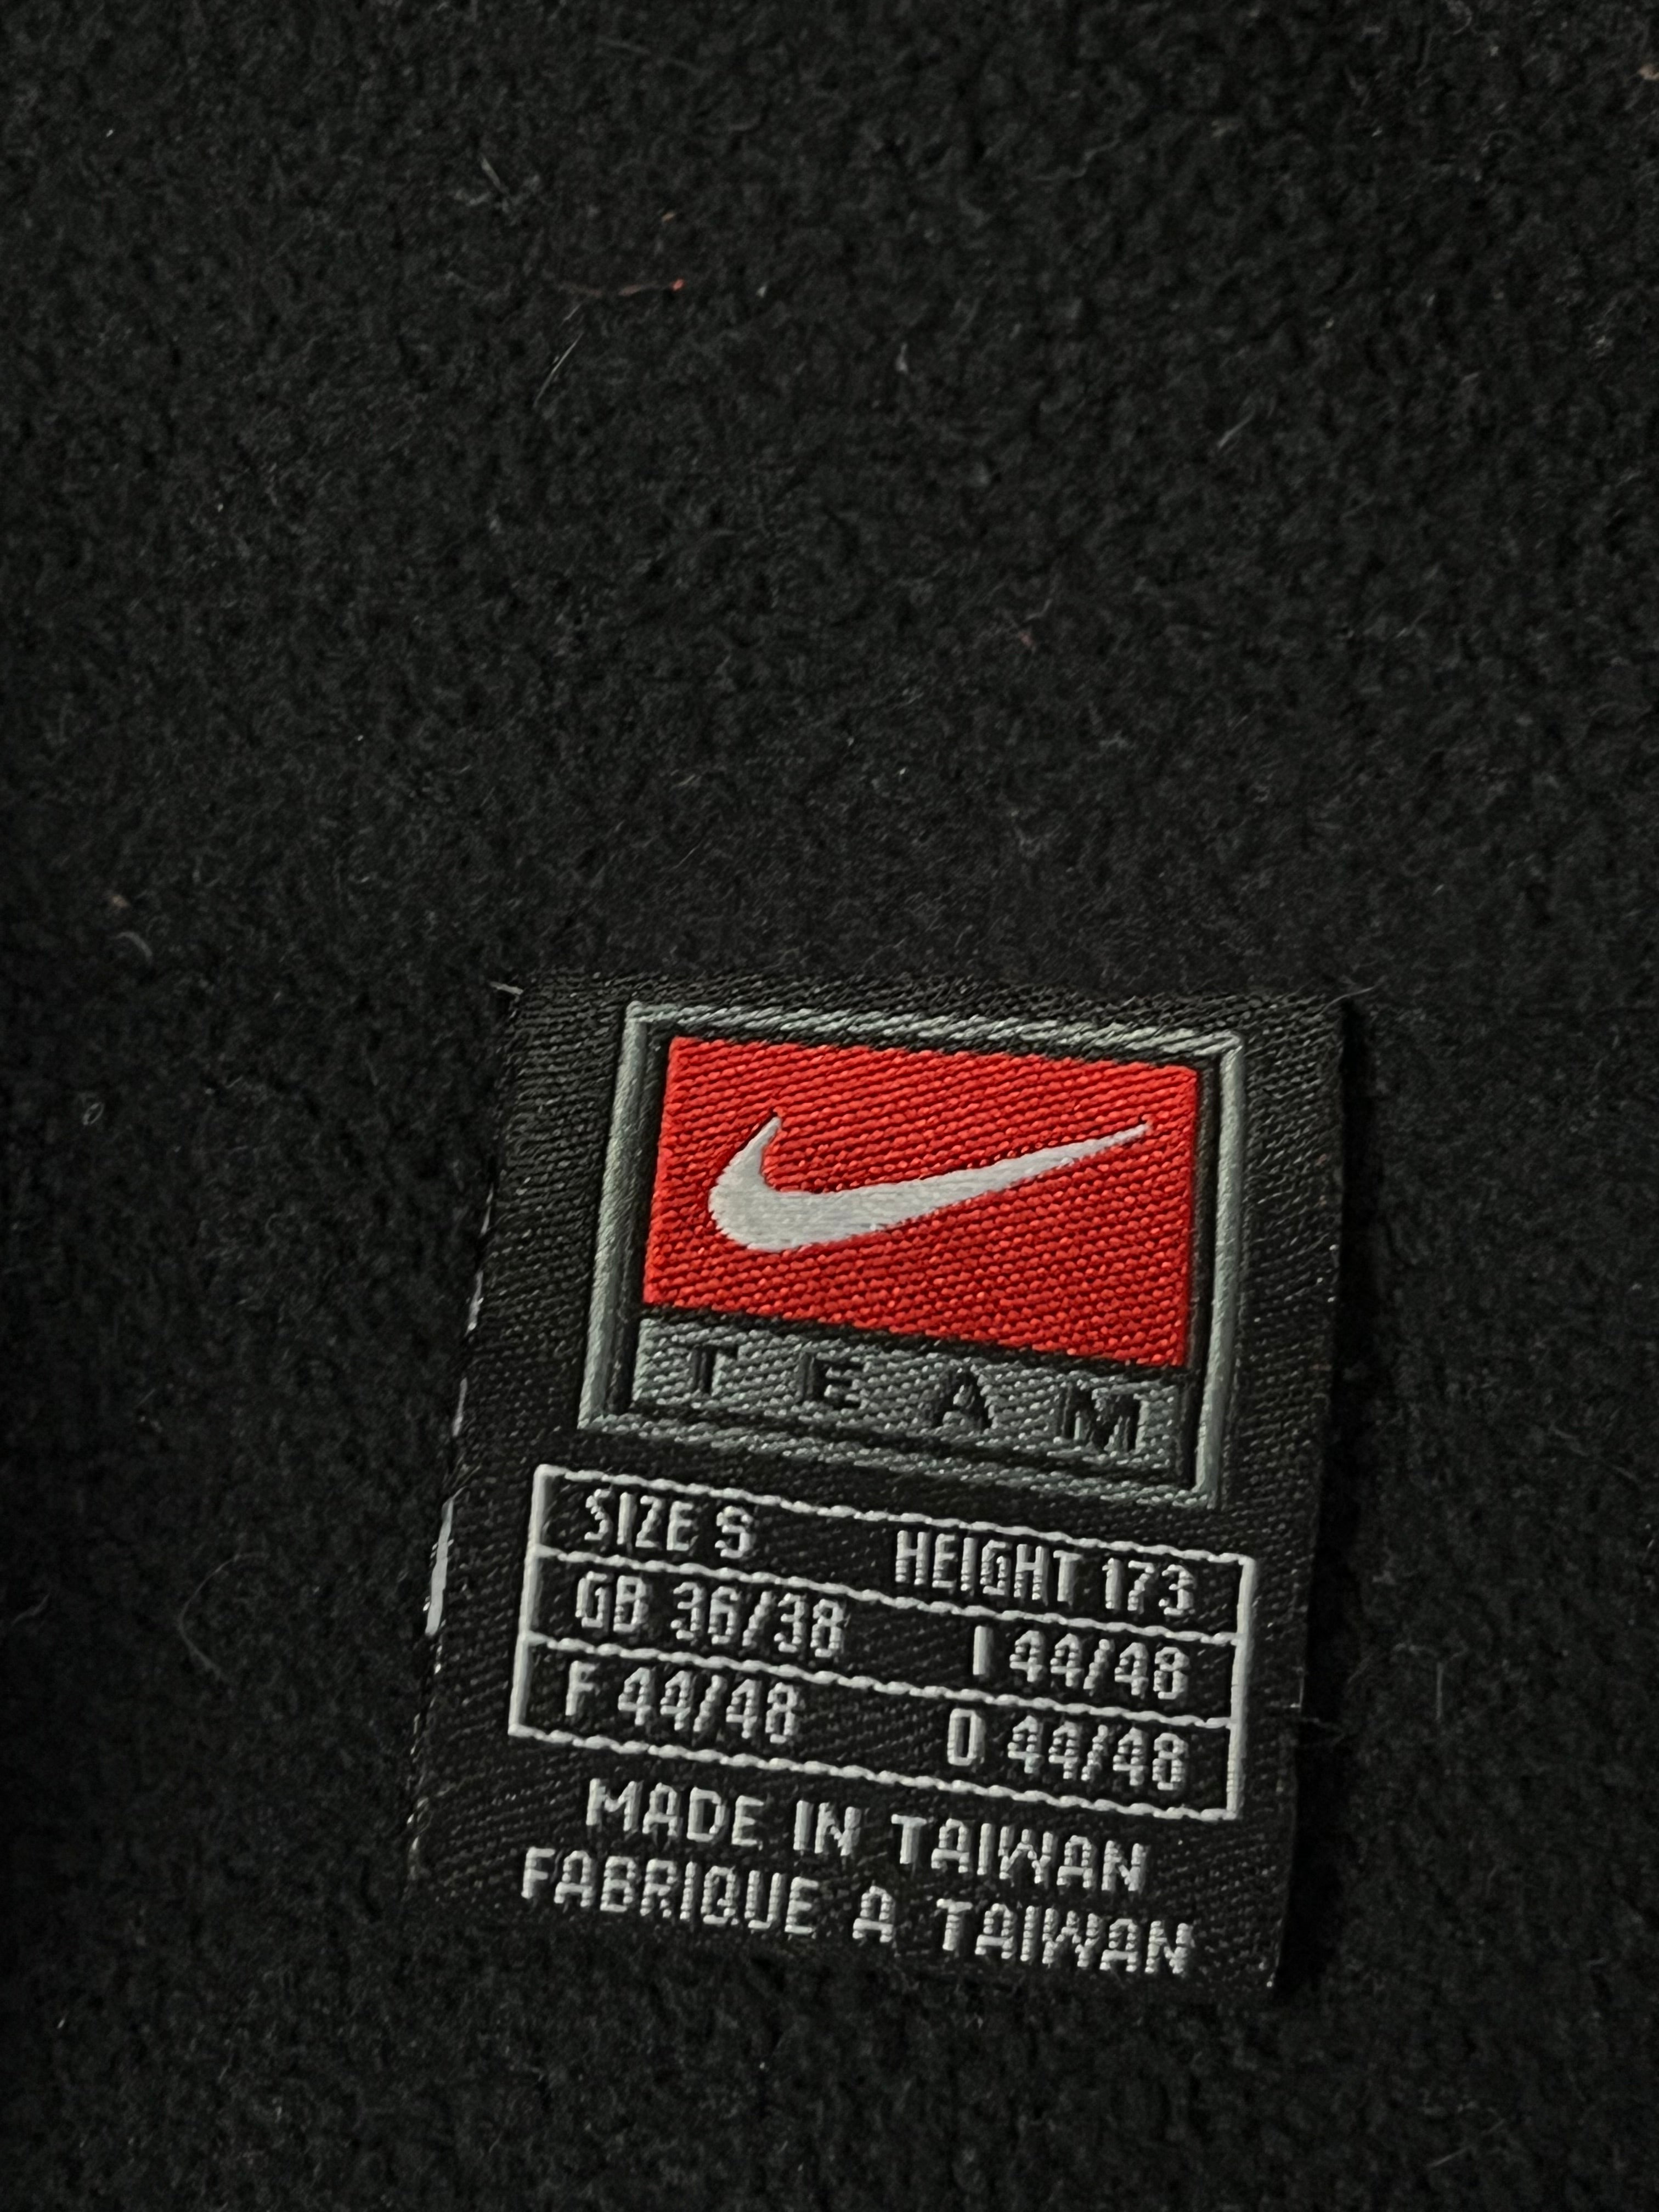 TEAM
SIZE S HEIGHT 173
GB 36/38 I 44/48
F 44/48 D 44/48
MADE IN TAIWAN
FABRIQUE A TAIWAN